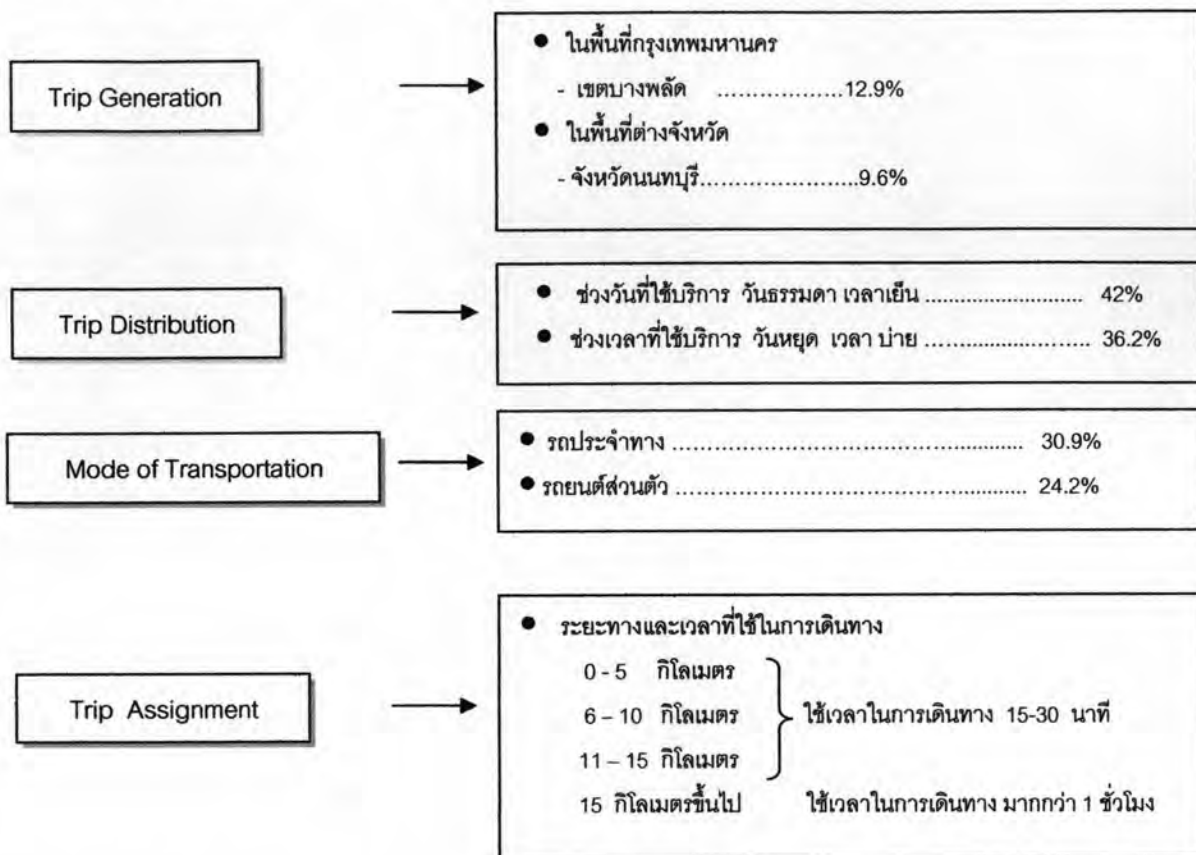 Trip Generation
● ในพื้นที่กรุงเทพมหานคร
- เขตบางพลัด ..................12.9%
● ในพื้นที่ต่างจังหวัด
- จังหวัดนนทบุรี.......................9.6%
Trip Distribution
● ช่วงวันที่ใช้บริการ วันธรรมดา เวลาเย็น ........................... 42%
● ช่วงเวลาที่ใช้บริการ วันหยุด เวลา บ่าย ........................... 36.2%
Mode of Transportation
● รถประจำทาง ...................................................... 30.9%
● รถยนต์ส่วนตัว ...................................................... 24.2%
Trip Assignment
● ระยะทางและเวลาที่ใช้ในการเดินทาง
0 - 5 กิโลเมตร
6 – 10 กิโลเมตร ใช้เวลาในการเดินทาง 15-30 นาที
11 – 15 กิโลเมตร
15 กิโลเมตรขึ้นไป ใช้เวลาในการเดินทาง มากกว่า 1 ชั่วโมง